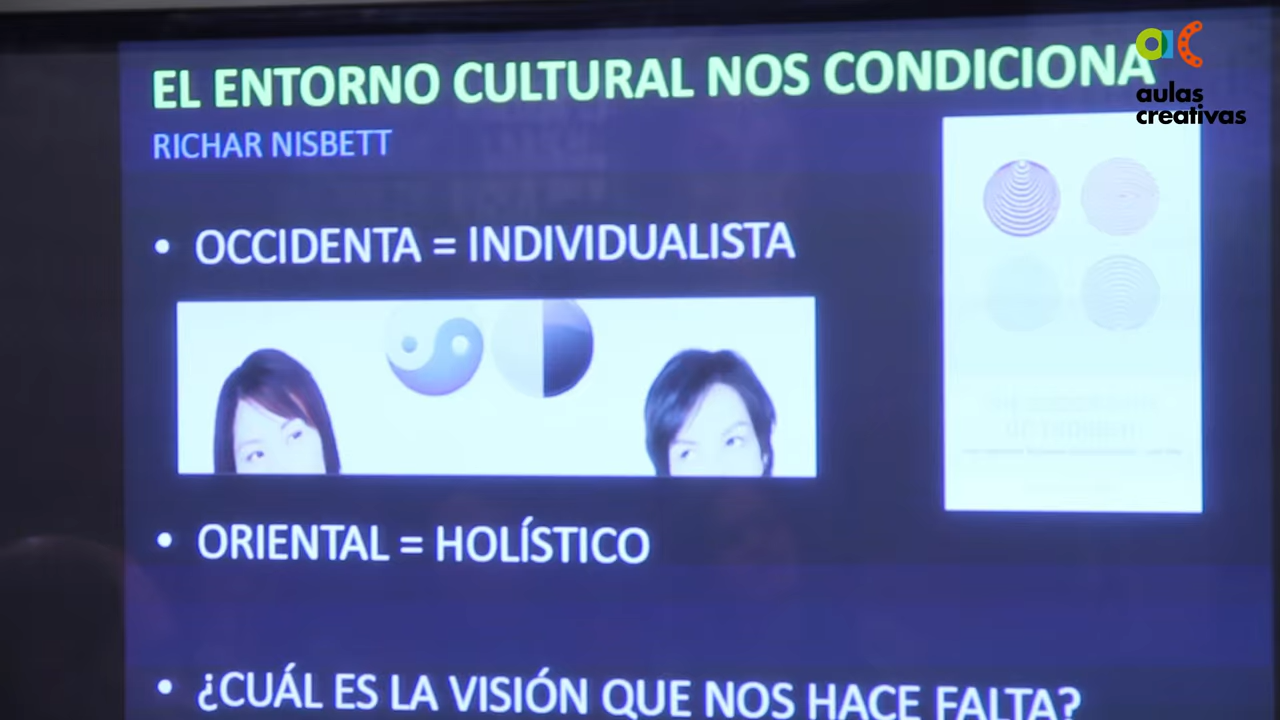 EL ENTORNO CULTURAL NOS CONDICIONA
RICHAR NISBETT
• OCCIDENTA = INDIVIDUALISTA
• ORIENTAL = HOLÍSTICO
• ¿CUÁL ES LA VISIÓN QUE NOS HACE FALTA?
ac
aulas
creativas